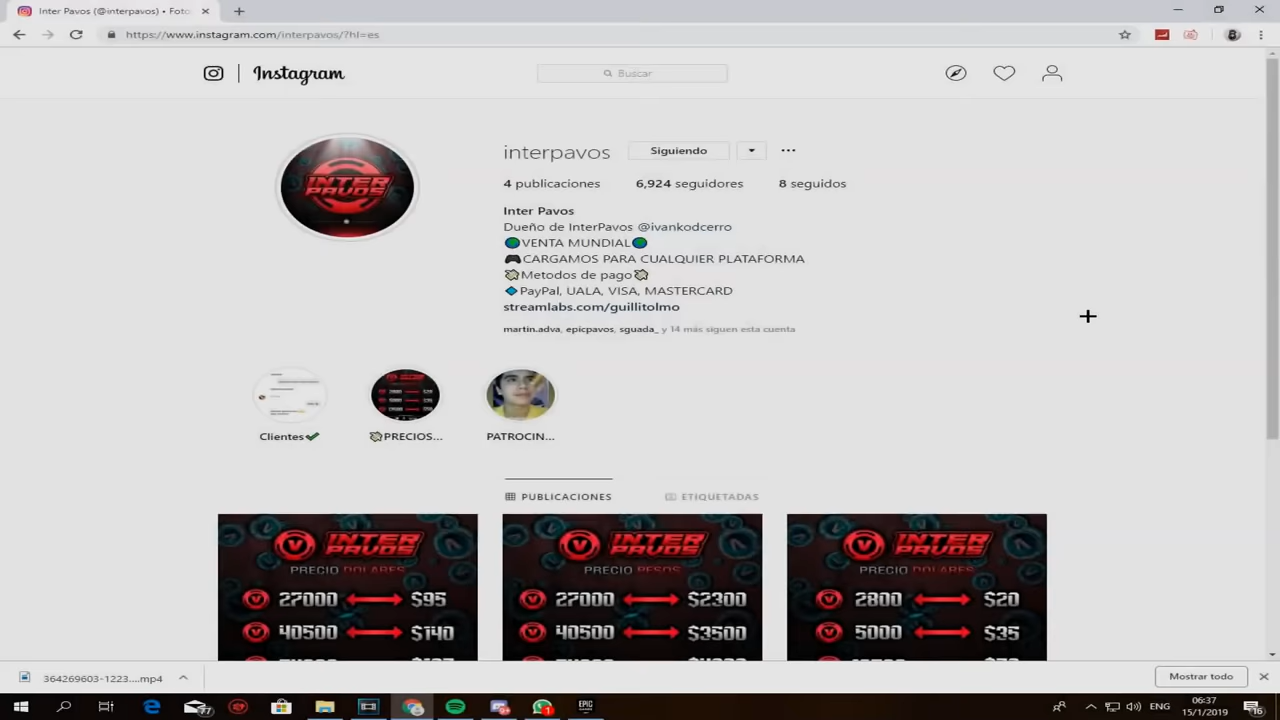 Inter Pavos (@interpavos) • Foto
https://www.instagram.com/interpavos/?hl=es
Instagram
Buscar
INTER PAVOS
interpavos
Siguiendo
4 publicaciones
6,924 seguidores
8 seguidos
Inter Pavos
Dueño de InterPavos @ivankodcerro
VENTA MUNDIAL
CARGAMOS PARA CUALQUIER PLATAFORMA
Metodos de pago
PayPal, UALA, VISA, MASTERCARD
streamlabs.com/guillitolmo
martin.adva, epicpavos, sguada_ y 14 más siguen esta cuenta
Clientes
PRECIOS...
PATROCIN...
PUBLICACIONES
ETIQUETADAS
INTER PAVOS
PRECIO DOLARES
27000 $95
40500 $140
INTER PAVOS
PRECIO PESOS
27000 $2300
40500 $3500
INTER PAVOS
PRECIO DOLARES
2800 $20
5000 $35
364269603-1223....mp4
Mostrar todo
EPIC
ENG
06:37
15/1/2019